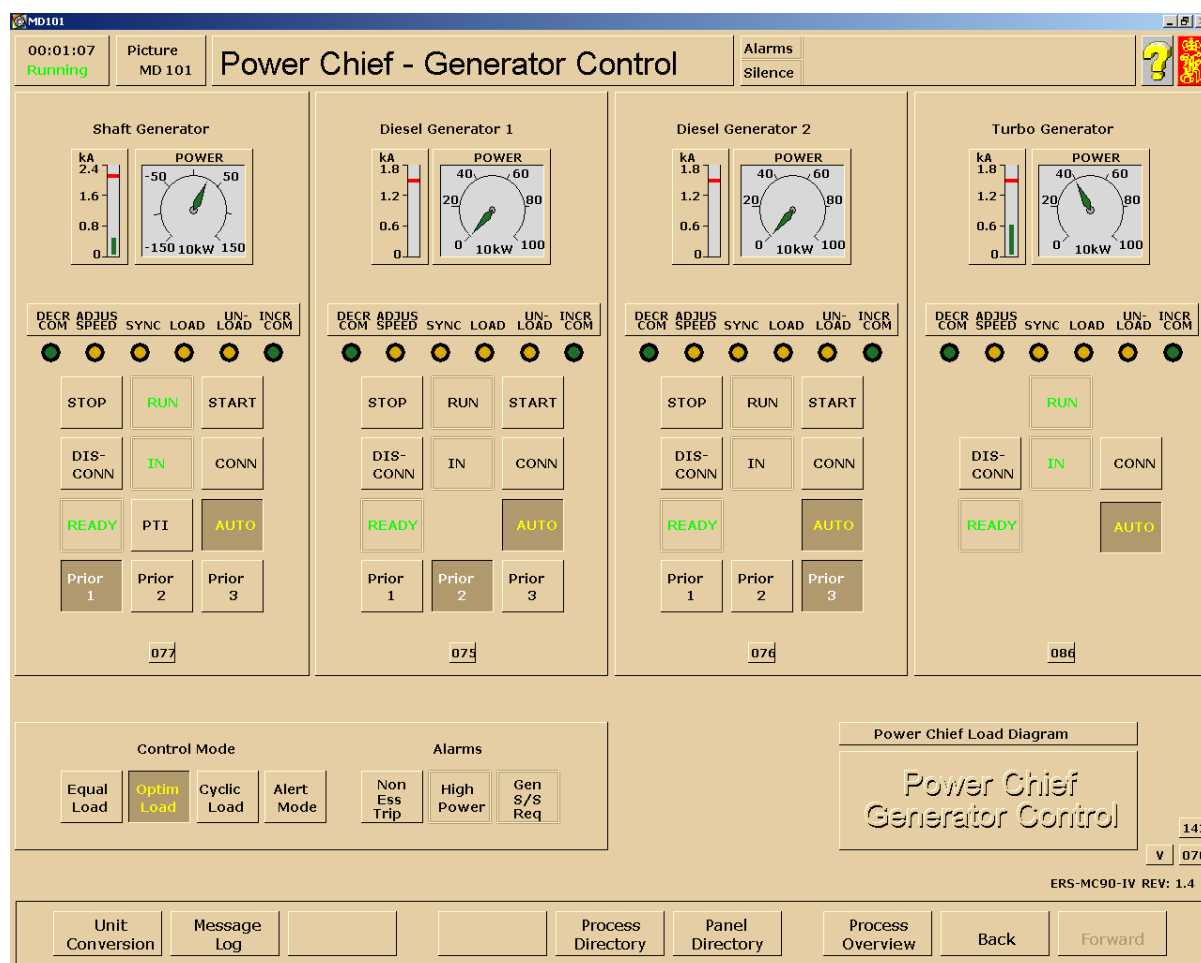 MD101
00:01:07
Running
Picture
MD 101
Power Chief - Generator Control
Alarms
Silence
Shaft Generator
kA
2.4
1.6
0.8
0
POWER
-50 50
-150 10kW 150
DECR COM ADJUS SPEED SYNC LOAD UN-LOAD INCR COM
STOP RUN START
DIS-CONN IN CONN
READY PTI AUTO
Prior 1 Prior 2 Prior 3
077
Diesel Generator 1
kA
1.8
1.2
0.6
0
POWER
40 60
20 80
0 10kW 100
DECR COM ADJUS SPEED SYNC LOAD UN-LOAD INCR COM
STOP RUN START
DIS-CONN IN CONN
READY AUTO
Prior 1 Prior 2 Prior 3
075
Diesel Generator 2
kA
1.8
1.2
0.6
0
POWER
40 60
20 80
0 10kW 100
DECR COM ADJUS SPEED SYNC LOAD UN-LOAD INCR COM
STOP RUN START
DIS-CONN IN CONN
READY AUTO
Prior 1 Prior 2 Prior 3
076
Turbo Generator
kA
1.8
1.2
0.6
0
POWER
40 60
20 80
0 10kW 100
DECR COM ADJUS SPEED SYNC LOAD UN-LOAD INCR COM
RUN
DIS-CONN IN CONN
READY AUTO
086
Control Mode
Equal Load
Optim Load
Cyclic Load
Alert Mode
Alarms
Non Ess Trip
High Power
Gen S/S Req
Power Chief Load Diagram
Power Chief
Generator Control
V
ERS-MC90-IV REV: 1.4
Unit Conversion
Message Log
Process Directory
Panel Directory
Process Overview
Back
Forward